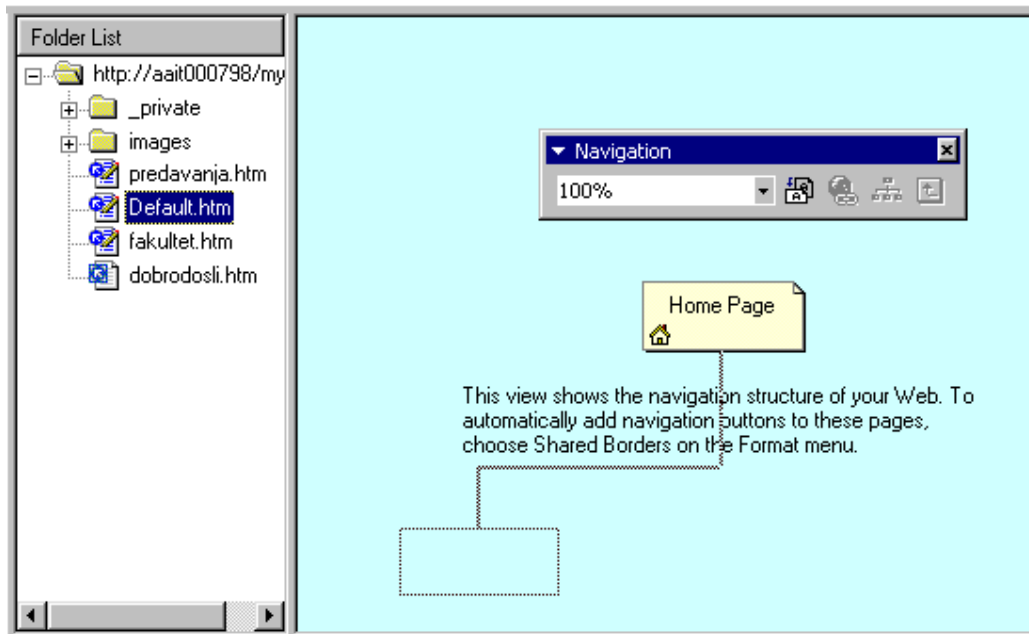 Folder List
http://aait000798/my
_private
images
predavanja.htm
Default.htm
fakultet.htm
dobrodosli.htm
Navigation
100%
Home Page
This view shows the navigation structure of your Web. To
automatically add navigation buttons to these pages,
choose Shared Borders on the Format menu.